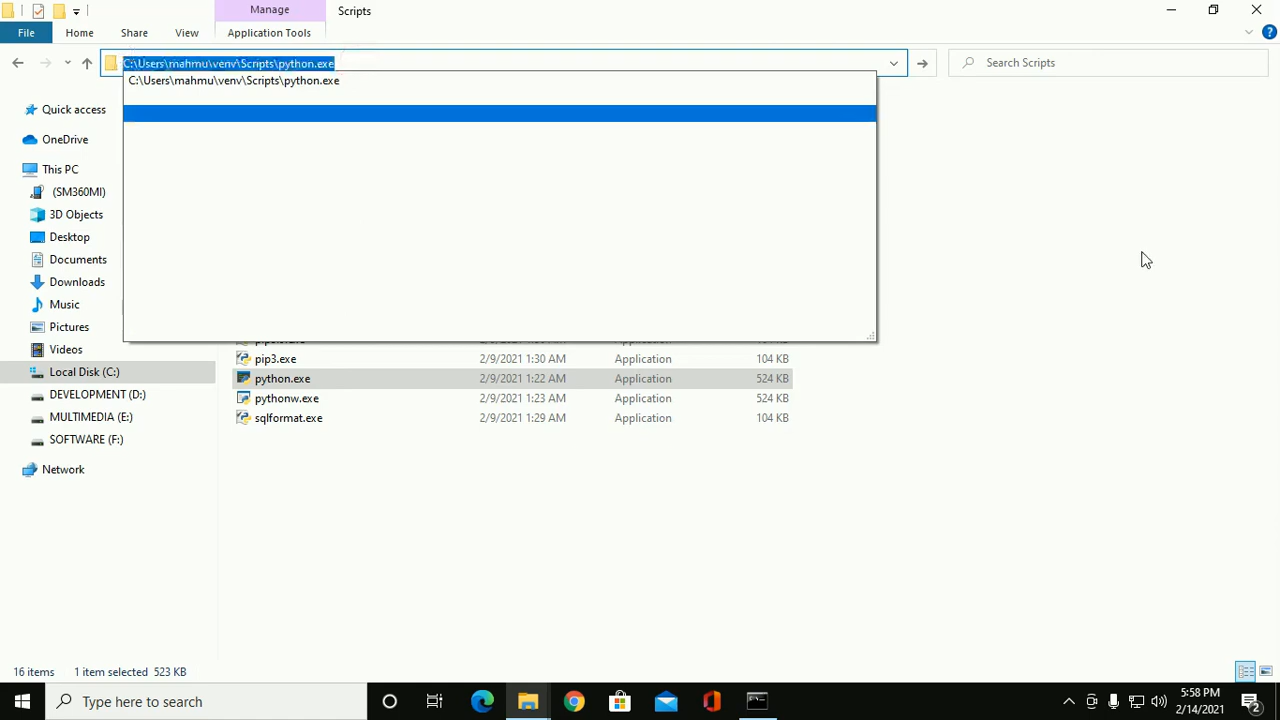 Manage
Scripts
File
Home
Share
View
Application Tools
C:\Users\mahmu\venv\Scripts\python.exe
Search Scripts
C:\Users\mahmu\venv\Scripts\python.exe
Quick access
OneDrive
This PC
(SM360MI)
3D Objects
Desktop
Documents
Downloads
Music
Pictures
Videos
Local Disk (C:)
DEVELOPMENT (D:)
MULTIMEDIA (E:)
SOFTWARE (F:)
Network
pip3.exe 2/9/2021 1:30 AM Application 104 KB
python.exe 2/9/2021 1:22 AM Application 524 KB
pythonw.exe 2/9/2021 1:23 AM Application 524 KB
sqlformat.exe 2/9/2021 1:29 AM Application 104 KB
16 items
1 item selected 523 KB
Type here to search
5:58 PM
2/14/2021
2